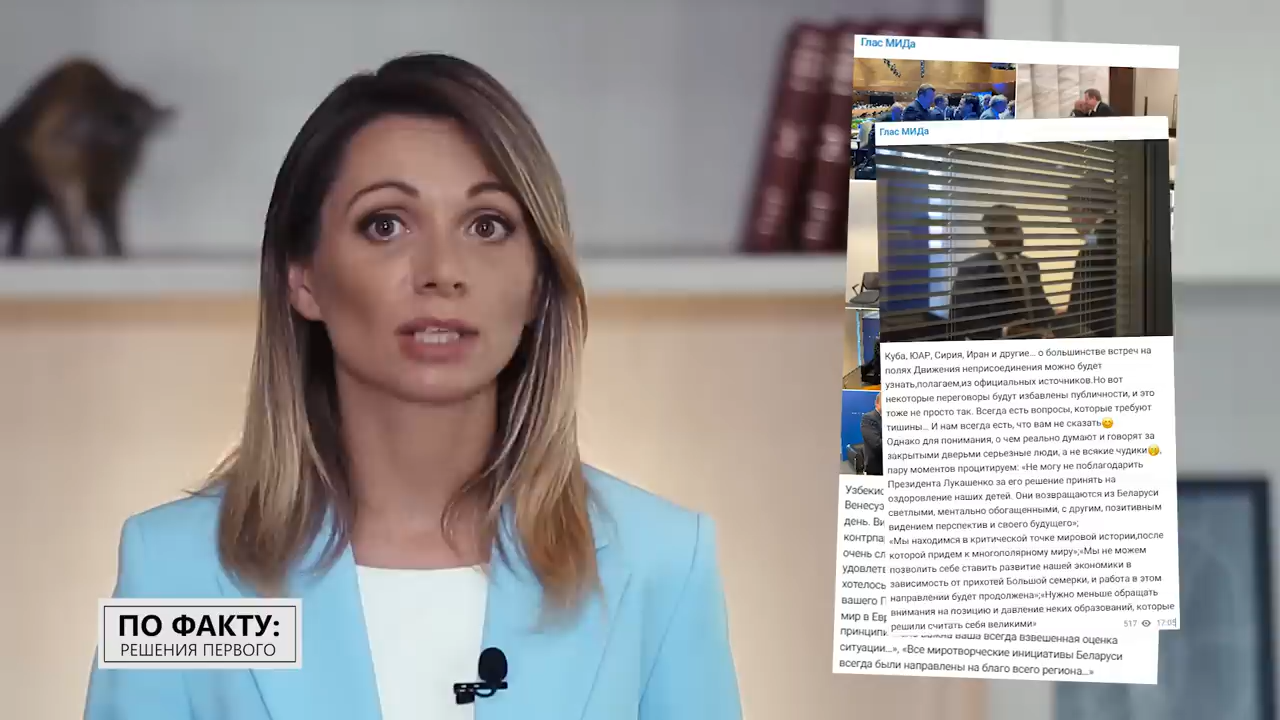 Глас МИДа
Глас МИДа
Куба, ЮАР, Сирия, Иран и другие… о большинстве встреч на
полях Движения неприсоединения можно будет
узнать,полагаем,из официальных источников.Но вот
некоторые переговоры будут избавлены публичности, и это
тоже не просто так. Всегда есть вопросы, которые требуют
тишины… И нам всегда есть, что вам не сказать😊
Однако для понимания, о чем реально думают и говорят за
закрытыми дверьми серьезные люди, а не всякие чудики🤭,
пару моментов процитируем: «Не могу не поблагодарить
Президента Лукашенко за его решение принять на
оздоровление наших детей. Они возвращаются из Беларуси
светлыми, ментально обогащенными, с другим, позитивным
видением перспектив и своего будущего»;
«Мы находимся в критической точке мировой истории,после
которой придем к многополярному миру»;«Мы не можем
позволить себе ставить развитие нашей экономики в
зависимость от прихотей Большой семерки, и работа в этом
направлении будет продолжена»;«Нужно меньше обращать
внимания на позицию и давление неких образований, которые
решили считать себя великими»
517 17:05
день. Ви
контрпа
очень сл
удовлет
хотелось
вашего П
мир в Евр
принципи важна ваша всегда взвешенная оценка
ситуации…», «Все миротворческие инициативы Беларуси
всегда были направлены на благо всего региона…»
ПО ФАКТУ:
РЕШЕНИЯ ПЕРВОГО